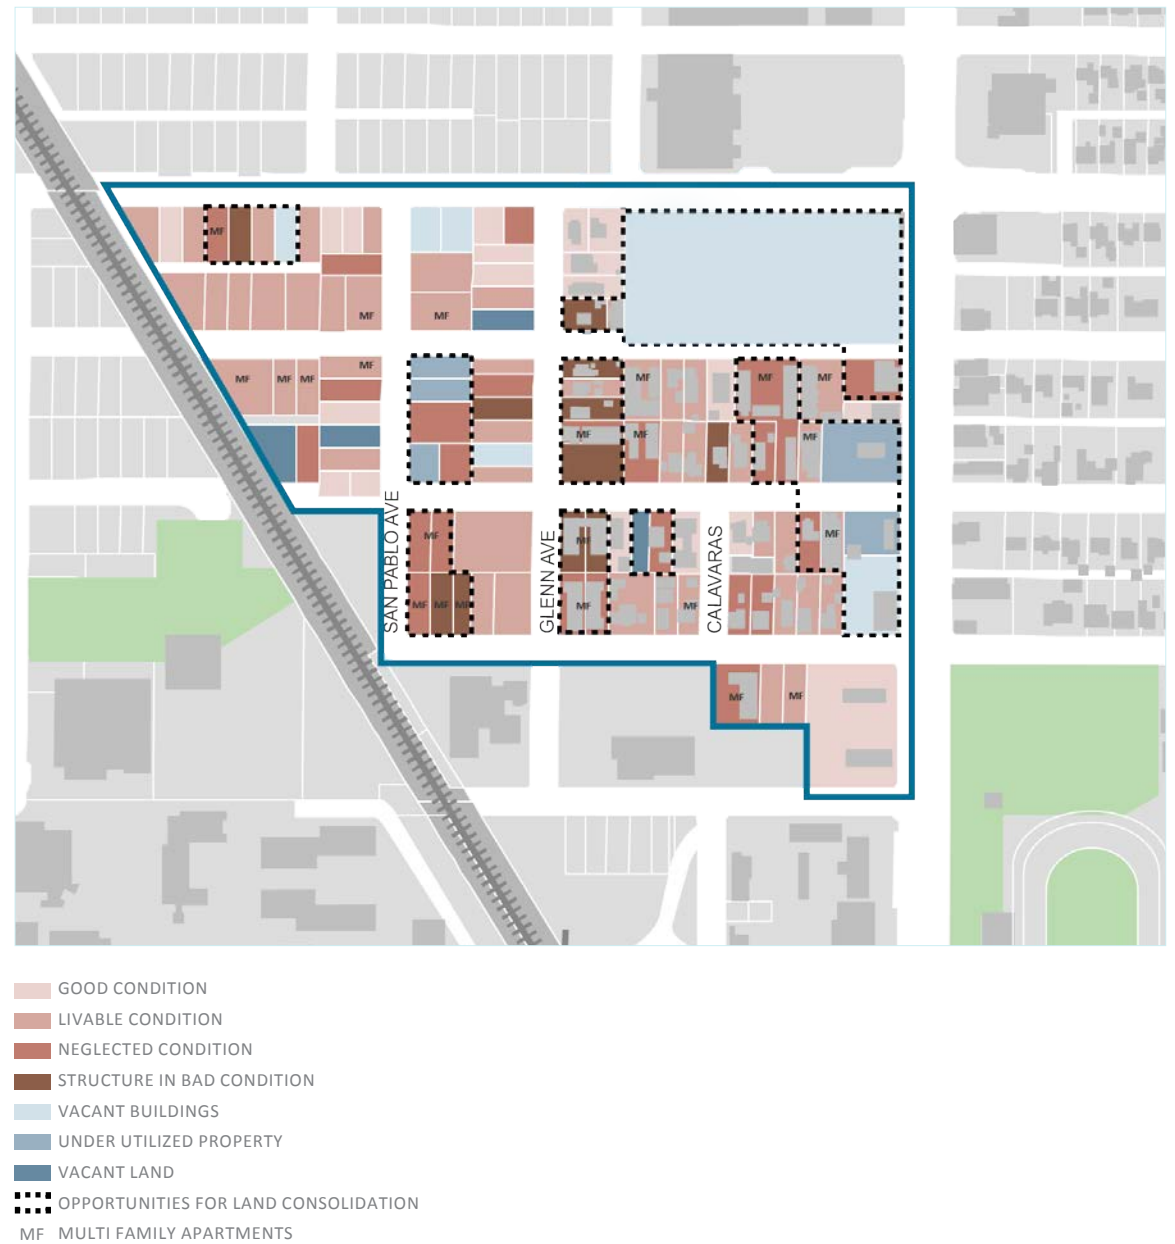 MF
MF
MF
MF
MF
MF
MF
MF
MF
MF
MF
MF
MF
SAN PABLO AVE
GLENN AVE
CALAVARAS
MF
MF
MF
MF
MF
MF
MF
MF
MF
MF
GOOD CONDITION
LIVABLE CONDITION
NEGLECTED CONDITION
STRUCTURE IN BAD CONDITION
VACANT BUILDINGS
UNDER UTILIZED PROPERTY
VACANT LAND
OPPORTUNITIES FOR LAND CONSOLIDATION
MF MULTI FAMILY APARTMENTS